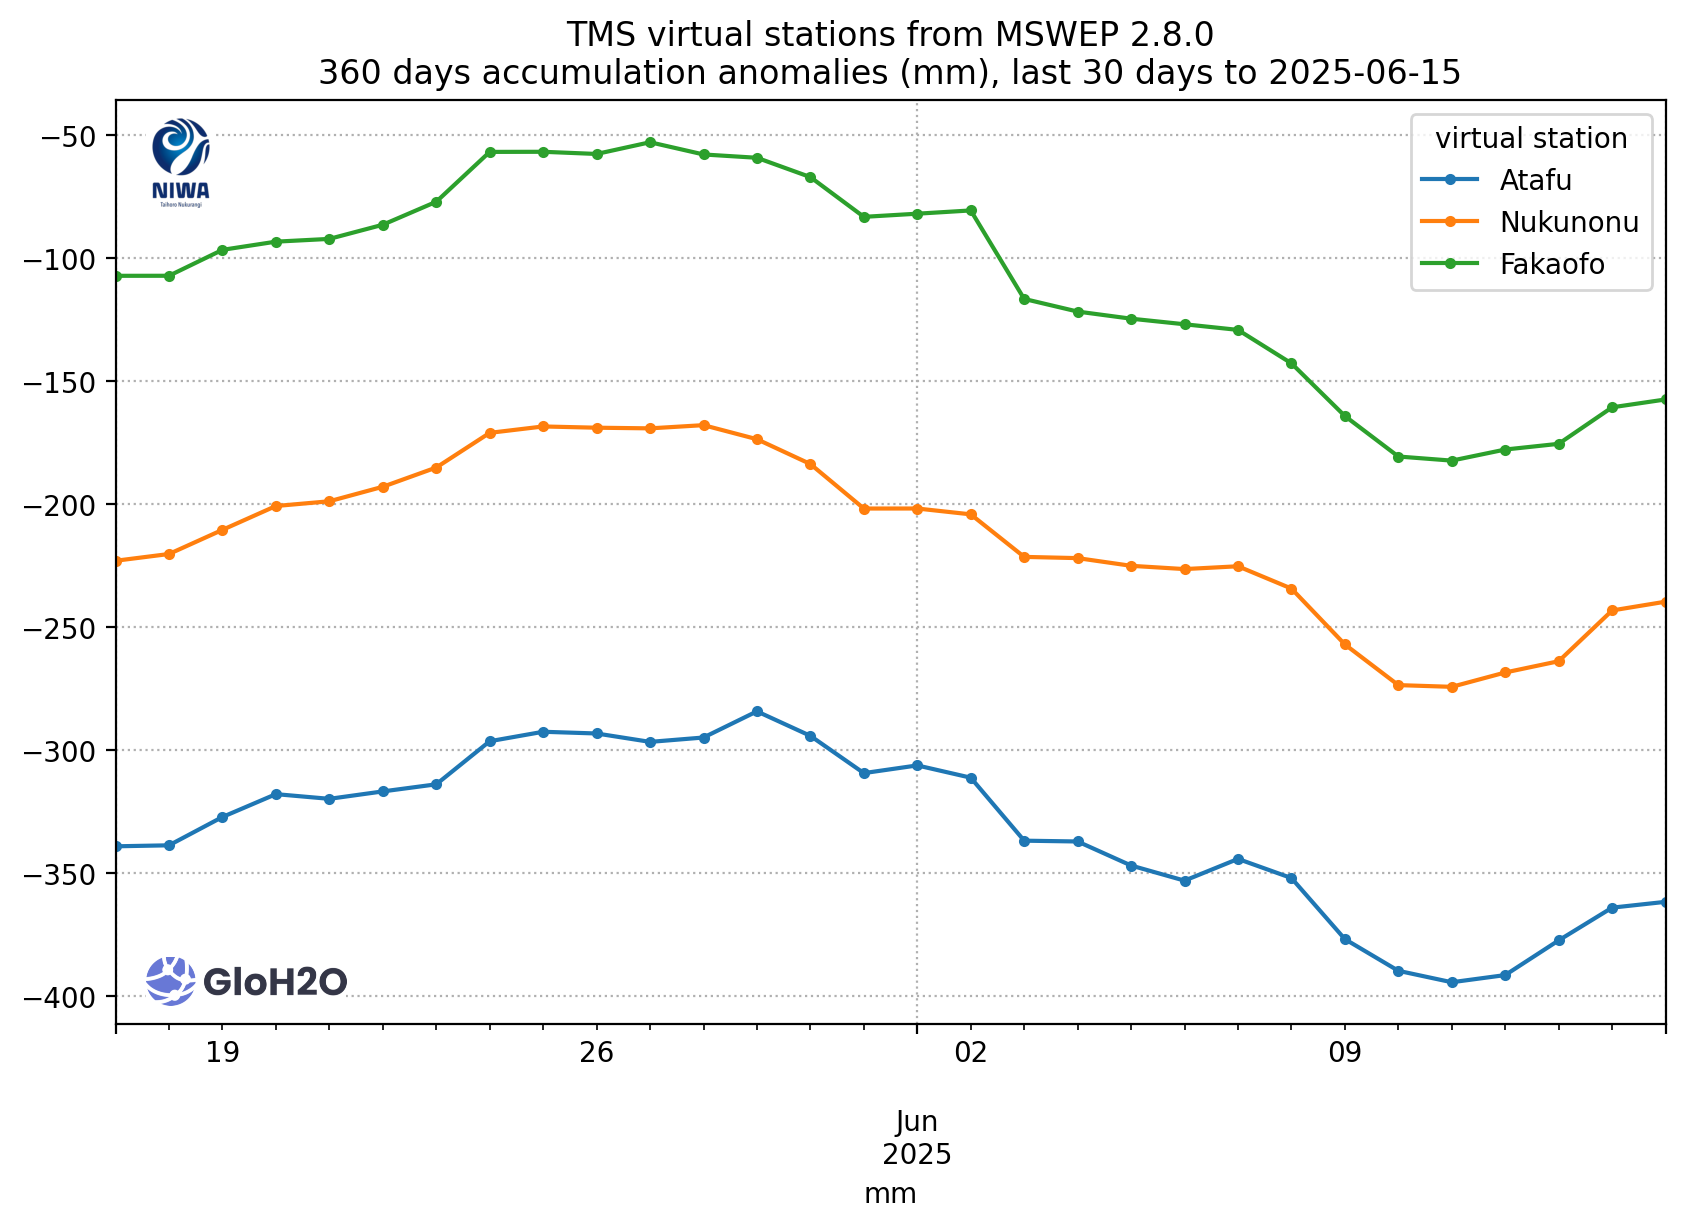 TMS virtual stations from MSWEP 2.8.0
360 days accumulation anomalies (mm), last 30 days to 2025-06-15
NIWA
Taihoro Nukurangi
virtual station
Atafu
Nukunonu
Fakaofo
−50
−100
−150
−200
−250
−300
−350
−400
GloH2O
19 26 02 09
Jun
2025
mm